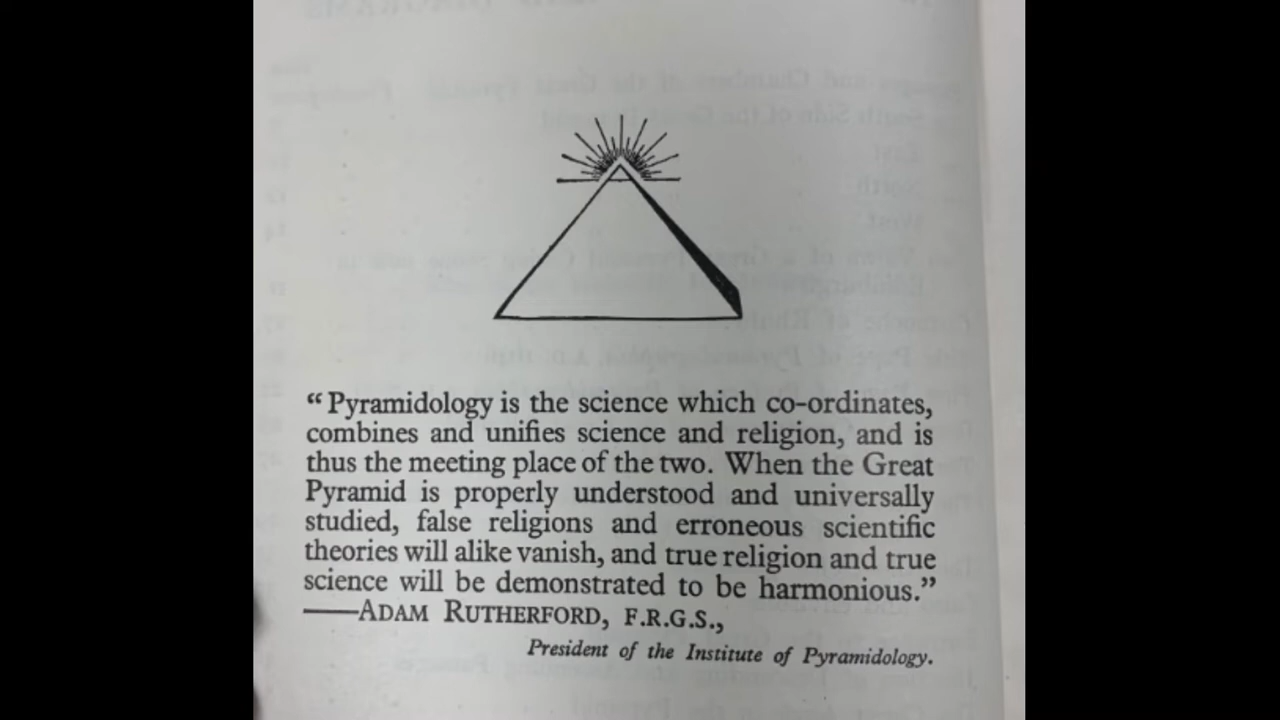 “Pyramidology is the science which co-ordinates,
combines and unifies science and religion, and is
thus the meeting place of the two. When the Great
Pyramid is properly understood and universally
studied, false religions and erroneous scientific
theories will alike vanish, and true religion and true
science will be demonstrated to be harmonious.”
——ADAM RUTHERFORD, F.R.G.S.,
President of the Institute of Pyramidology.